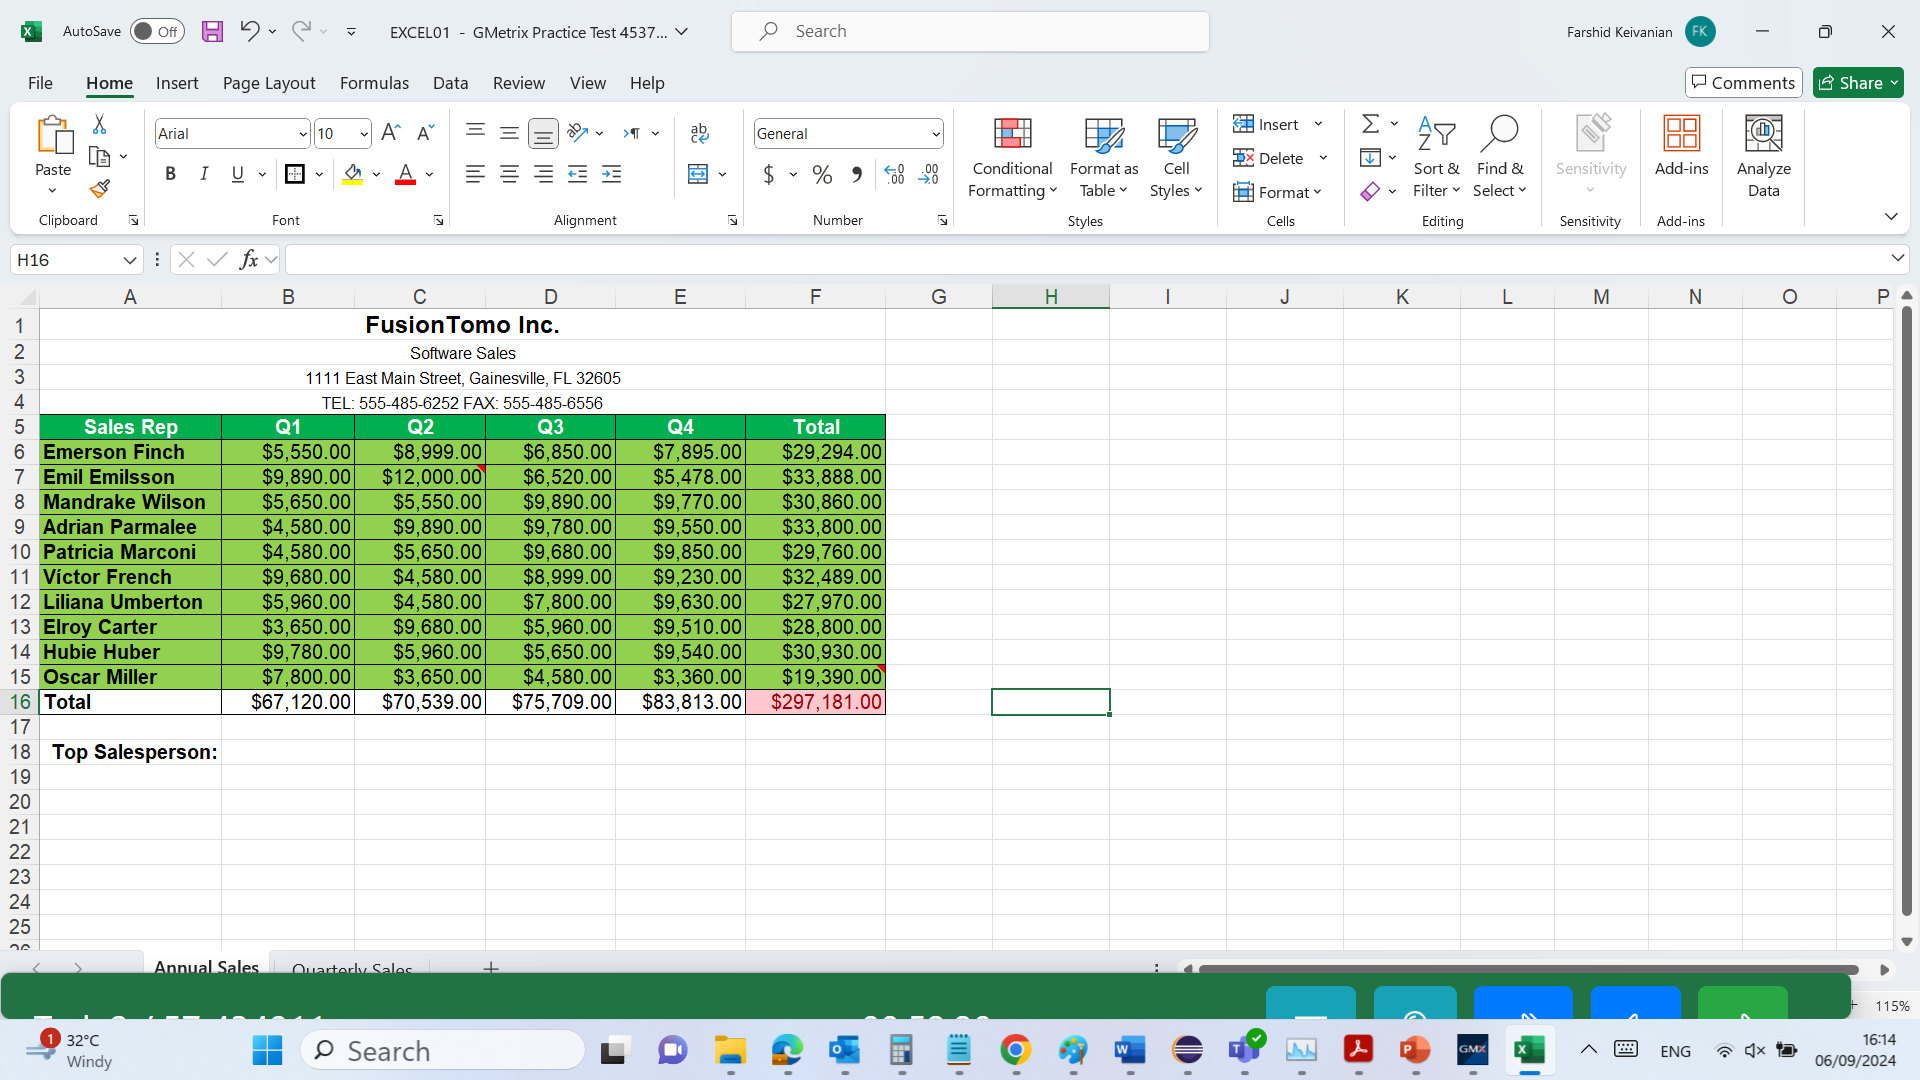 AutoSave Off EXCEL01 - GMetrix Practice Test 4537... Search Farshid Keivanian FK
File Home Insert Page Layout Formulas Data Review View Help Comments Share
Paste Arial 10 General Conditional Formatting Format as Table Cell Styles Insert Delete Format Sort & Filter Find & Select Sensitivity Add-ins Analyze Data
Clipboard Font Alignment Number Styles Cells Editing Sensitivity Add-ins
H16 fx
A B C D E F G H I J K L M N O P
1 FusionTomo Inc.
2 Software Sales
3 1111 East Main Street, Gainesville, FL 32605
4 TEL: 555-485-6252 FAX: 555-485-6556
5 Sales Rep Q1 Q2 Q3 Q4 Total
6 Emerson Finch $5,550.00 $8,999.00 $6,850.00 $7,895.00 $29,294.00
7 Emil Emilsson $9,890.00 $12,000.00 $6,520.00 $5,478.00 $33,888.00
8 Mandrake Wilson $5,650.00 $5,550.00 $9,890.00 $9,770.00 $30,860.00
9 Adrian Parmalee $4,580.00 $9,890.00 $9,780.00 $9,550.00 $33,800.00
10 Patricia Marconi $4,580.00 $5,650.00 $9,680.00 $9,850.00 $29,760.00
11 Víctor French $9,680.00 $4,580.00 $8,999.00 $9,230.00 $32,489.00
12 Liliana Umberton $5,960.00 $4,580.00 $7,800.00 $9,630.00 $27,970.00
13 Elroy Carter $3,650.00 $9,680.00 $5,960.00 $9,510.00 $28,800.00
14 Hubie Huber $9,780.00 $5,960.00 $5,650.00 $9,540.00 $30,930.00
15 Oscar Miller $7,800.00 $3,650.00 $4,580.00 $3,360.00 $19,390.00
16 Total $67,120.00 $70,539.00 $75,709.00 $83,813.00 $297,181.00
17
18 Top Salesperson:
19
20
21
22
23
24
25
26
Annual Sales Quarterly Sales
115%
1 32°C Search ENG 16:14
Windy 06/09/2024